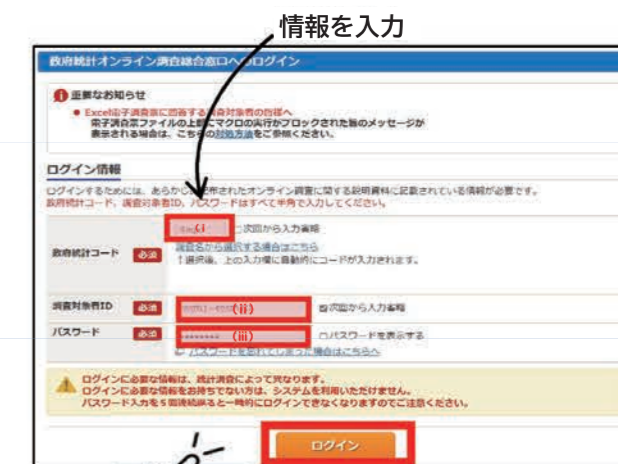 情報を入力
政府統計オンライン調査総合窓口へのログイン
重要なお知らせ
● Excel電子調査票に回答する調査対象者の皆様へ
電子調査票ファイルの上部にマクロの実行がブロックされた旨のメッセージが
表示される場合は、こちらの対処方法をご参照ください。
ログイン情報
ログインするためには、あらかじめ配布されたオンライン調査に関する説明資料に記載されている情報が必要です。
政府統計コード、調査対象者ID、パスワードはすべて半角で入力してください。
(i) 次回から入力省略
政府統計コード 必須 調査名から選択する場合はこちら
↑選択後、上の入力欄に自動的にコードが入力されます。
調査対象者ID 必須 (ii) 次回から入力省略
パスワード 必須 (iii) パスワードを表示する
パスワードを忘れてしまった場合はこちらへ
ログインに必要な情報は、統計調査によって異なります。
ログインに必要な情報をお持ちでない方は、システムを利用いただけません。
パスワード入力を5回連続誤ると一時的にログインできなくなりますのでご注意ください。
ログイン